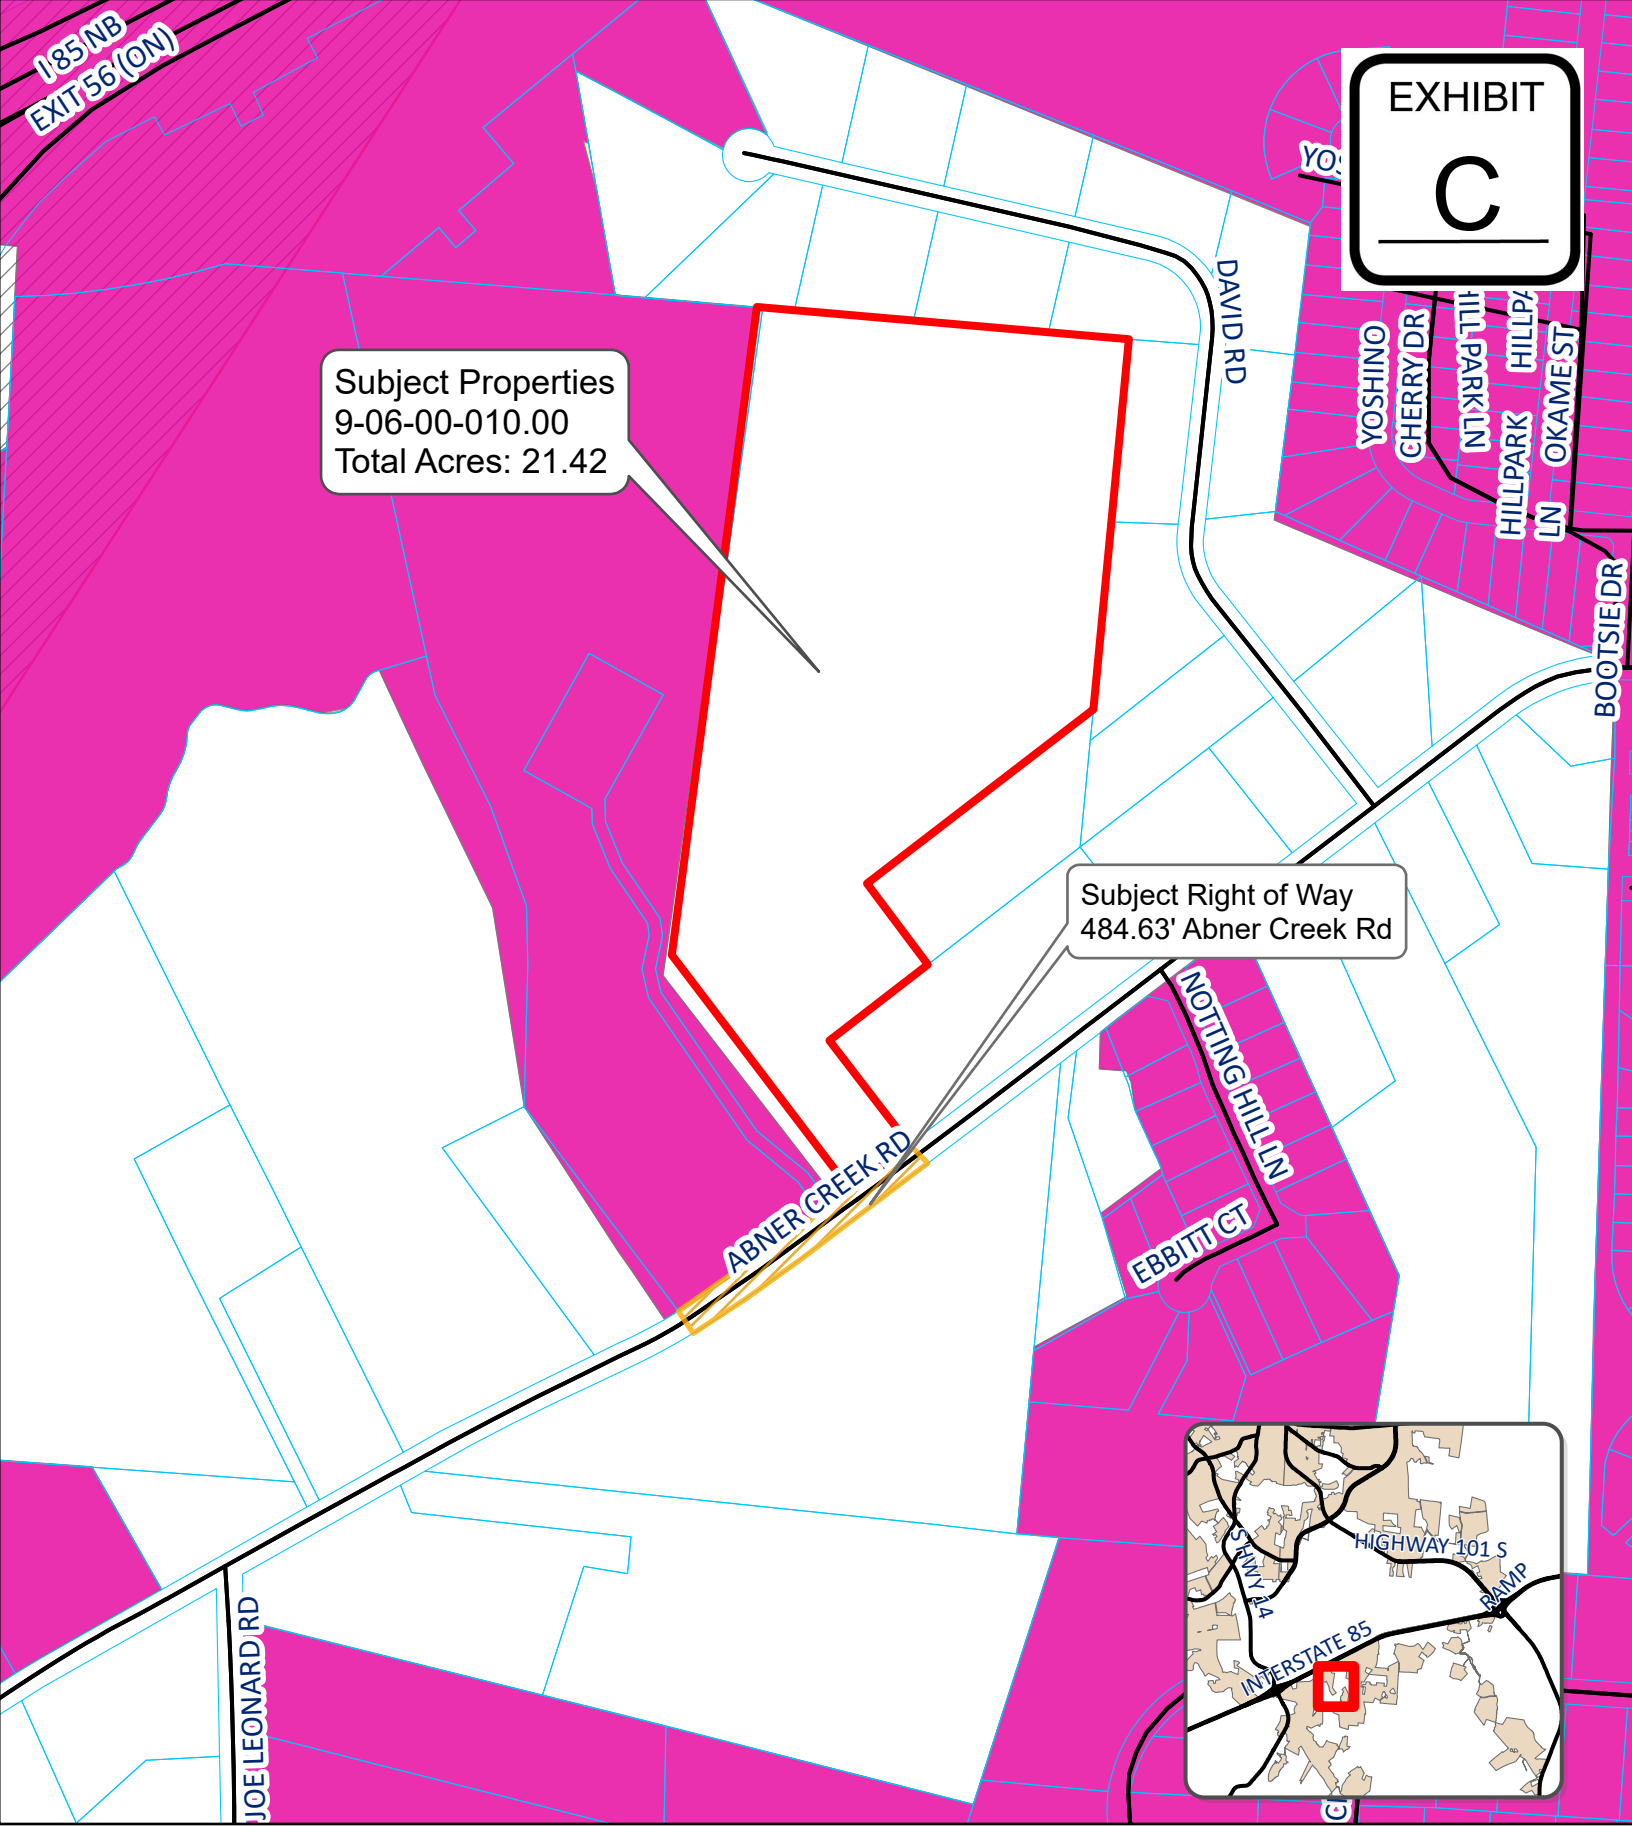 I 85 NB
EXIT 56 (ON)
EXHIBIT
C
YOS
DAVID RD
YOSHINO
CHERRY DR
HILL PARK LN
HILLPA
HILLPARK
LN
OKAME ST
BOOTSIE DR
Subject Properties
9-06-00-010.00
Total Acres: 21.42
Subject Right of Way
484.63' Abner Creek Rd
NOTTING HILL LN
ABNER CREEK RD
EBBITT CT
JOE LEONARD RD
HIGHWAY 101 S
S HWY 14
RAMP
INTERSTATE 85